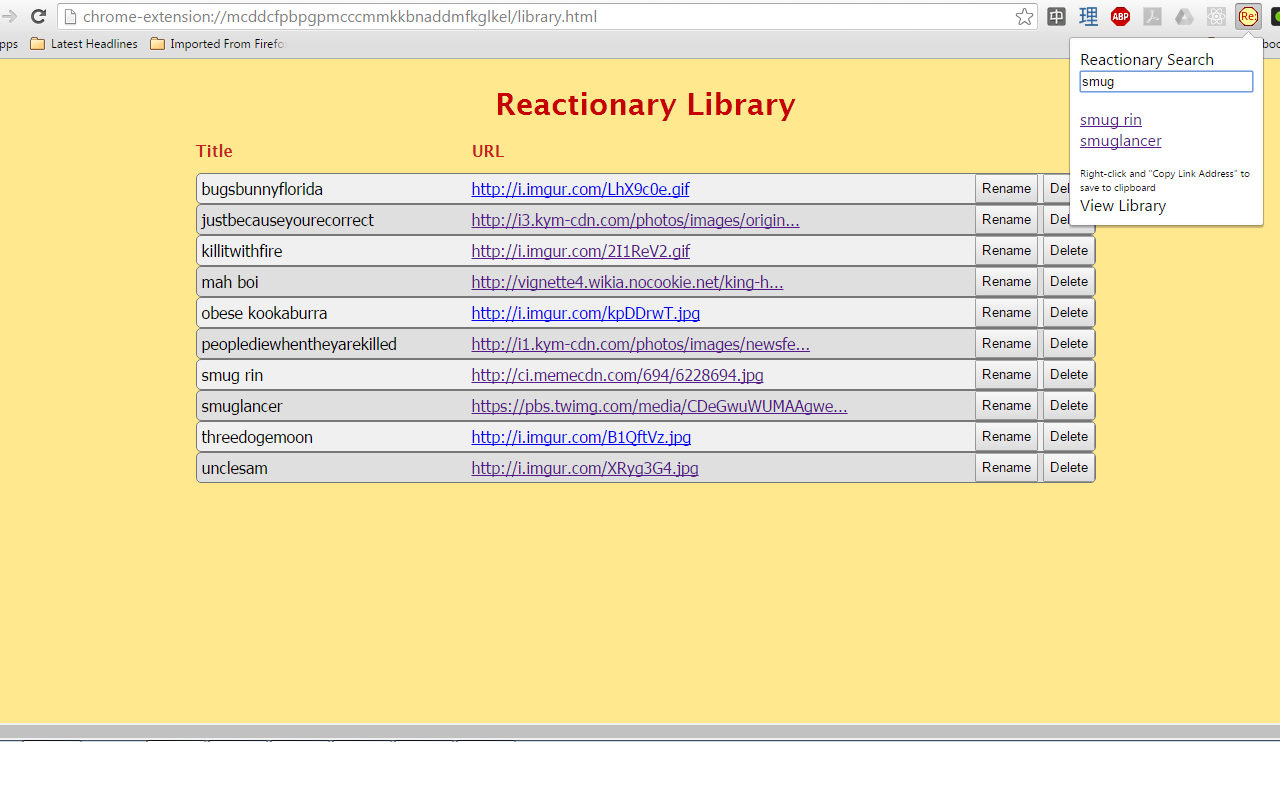 chrome-extension://mcddcfpbpgpmcccmmkkbnaddmfkglkel/library.html
中 理 ABP Re:
pps Latest Headlines Imported From Firefo
Reactionary Search
smug
smug rin
smuglancer
Right-click and "Copy Link Address" to
save to clipboard
View Library
Reactionary Library
Title URL
bugsbunnyflorida http://i.imgur.com/LhX9c0e.gif Rename Del
justbecauseyourecorrect http://i3.kym-cdn.com/photos/images/origin... Rename Delete
killitwithfire http://i.imgur.com/2I1ReV2.gif Rename Delete
mah boi http://vignette4.wikia.nocookie.net/king-h... Rename Delete
obese kookaburra http://i.imgur.com/kpDDrwT.jpg Rename Delete
peoplediewhentheyarekilled http://i1.kym-cdn.com/photos/images/newsfe... Rename Delete
smug rin http://ci.memecdn.com/694/6228694.jpg Rename Delete
smuglancer https://pbs.twimg.com/media/CDeGwuWUMAAgwe... Rename Delete
threedogemoon http://i.imgur.com/B1QftVz.jpg Rename Delete
unclesam http://i.imgur.com/XRyg3G4.jpg Rename Delete